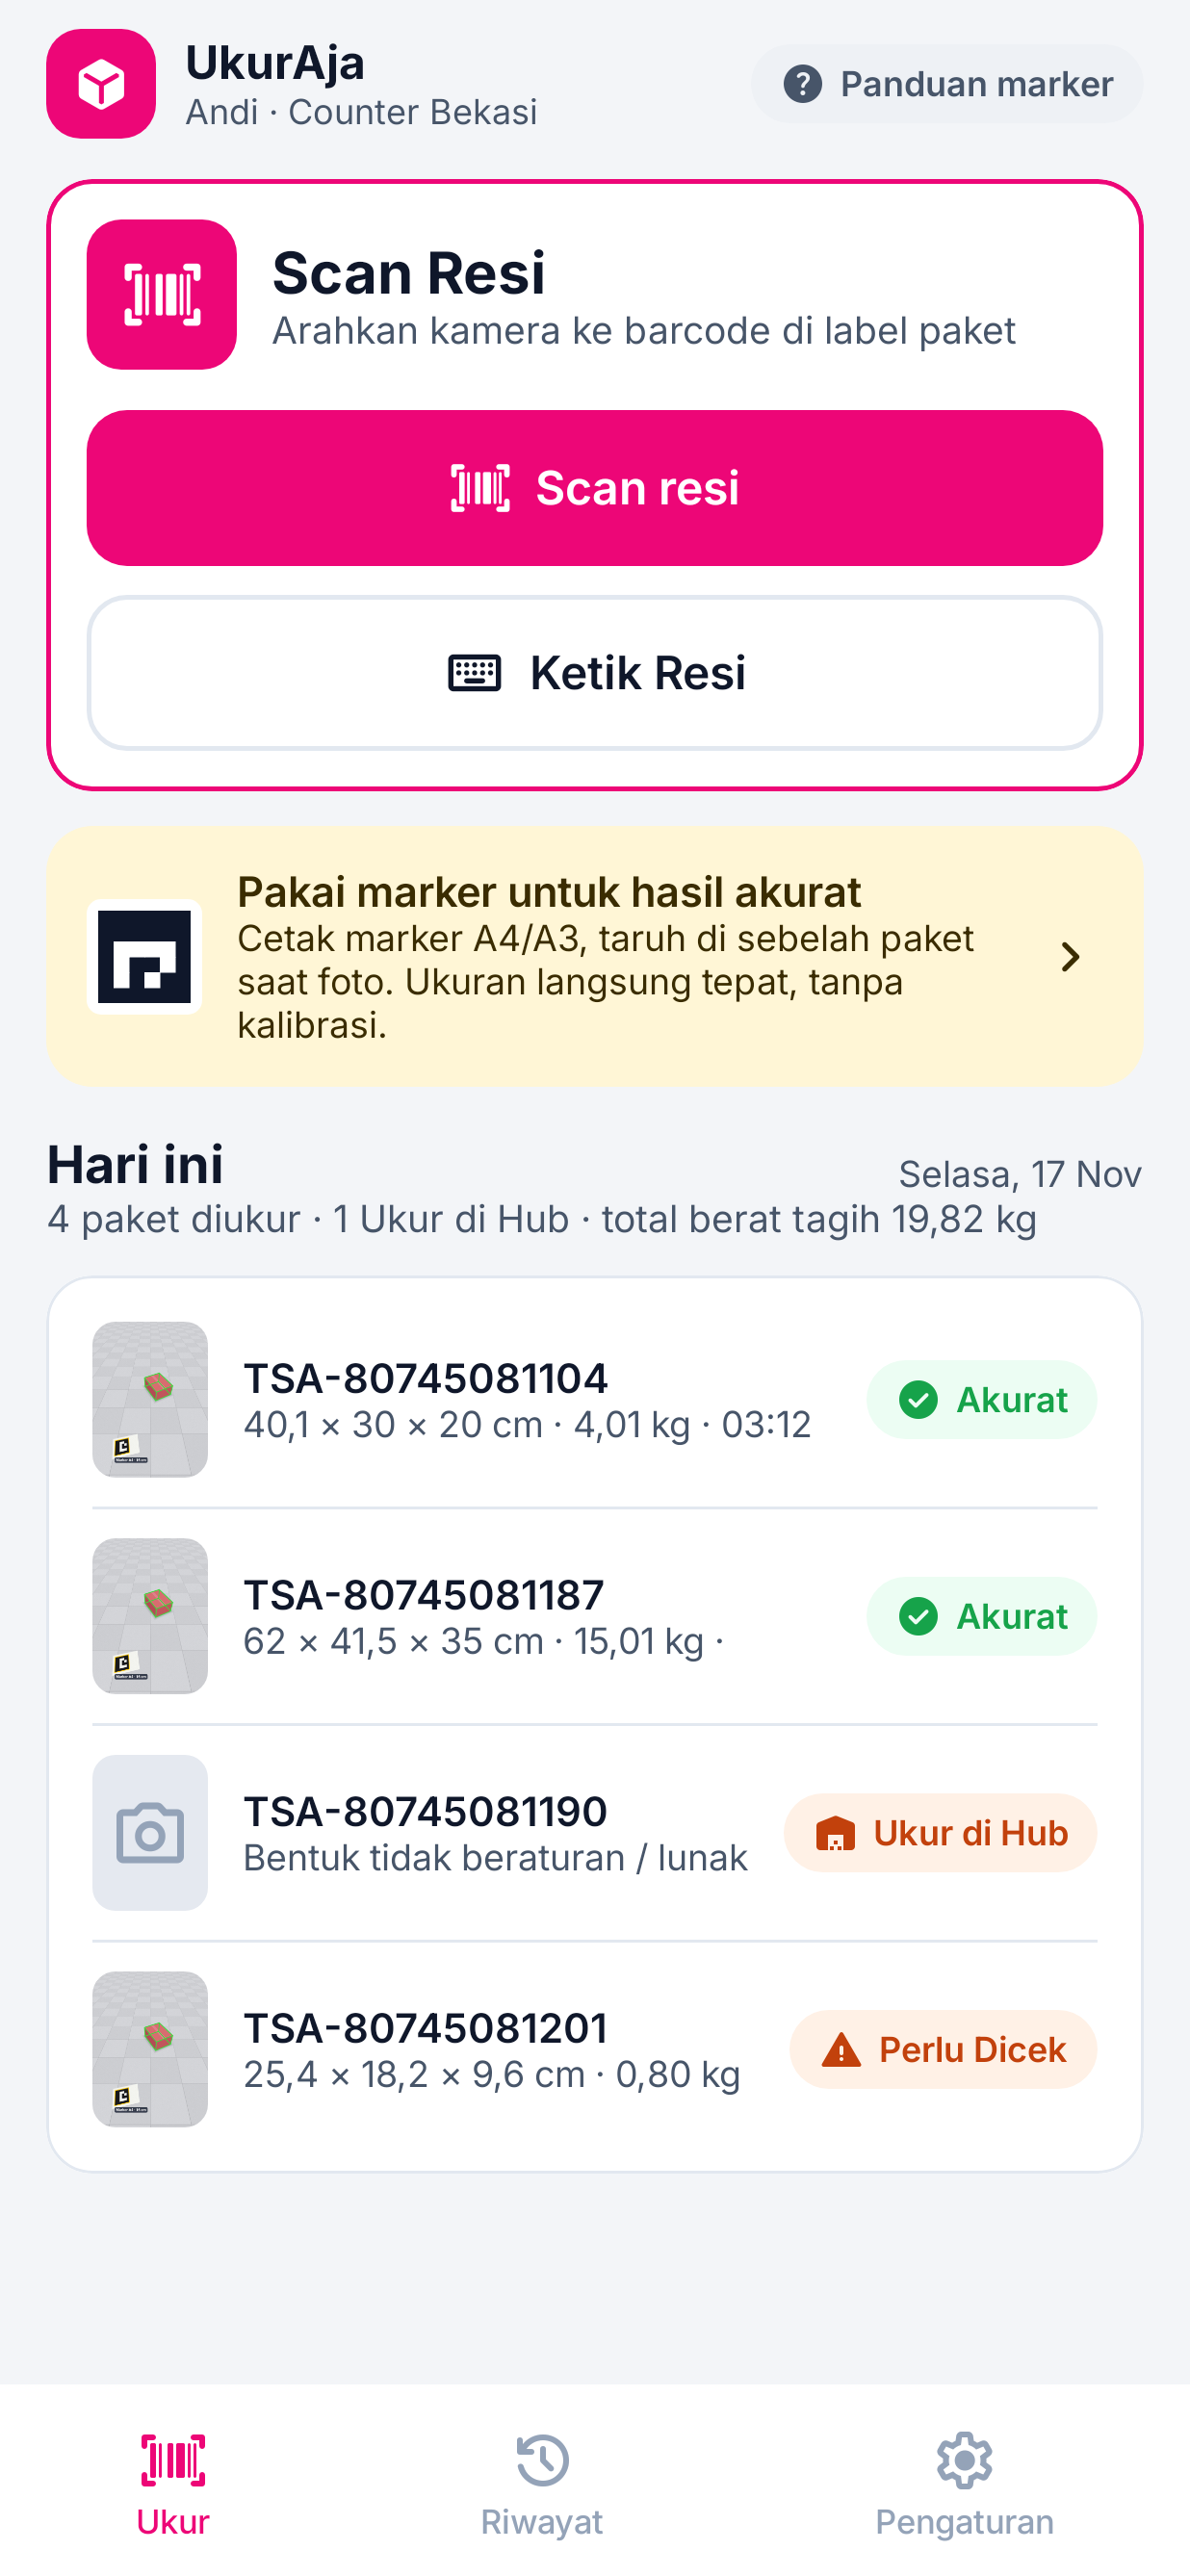 UkurAja
Andi · Counter Bekasi
Panduan marker
Scan Resi
Arahkan kamera ke barcode di label paket
Scan resi
Ketik Resi
Pakai marker untuk hasil akurat
Cetak marker A4/A3, taruh di sebelah paket
saat foto. Ukuran langsung tepat, tanpa
kalibrasi.
Hari ini
Selasa, 17 Nov
4 paket diukur · 1 Ukur di Hub · total berat tagih 19,82 kg
TSA-80745081104
40,1 × 30 × 20 cm · 4,01 kg · 03:12
Akurat
TSA-80745081187
62 × 41,5 × 35 cm · 15,01 kg ·
Akurat
TSA-80745081190
Bentuk tidak beraturan / lunak
Ukur di Hub
TSA-80745081201
25,4 × 18,2 × 9,6 cm · 0,80 kg
Perlu Dicek
Ukur
Riwayat
Pengaturan